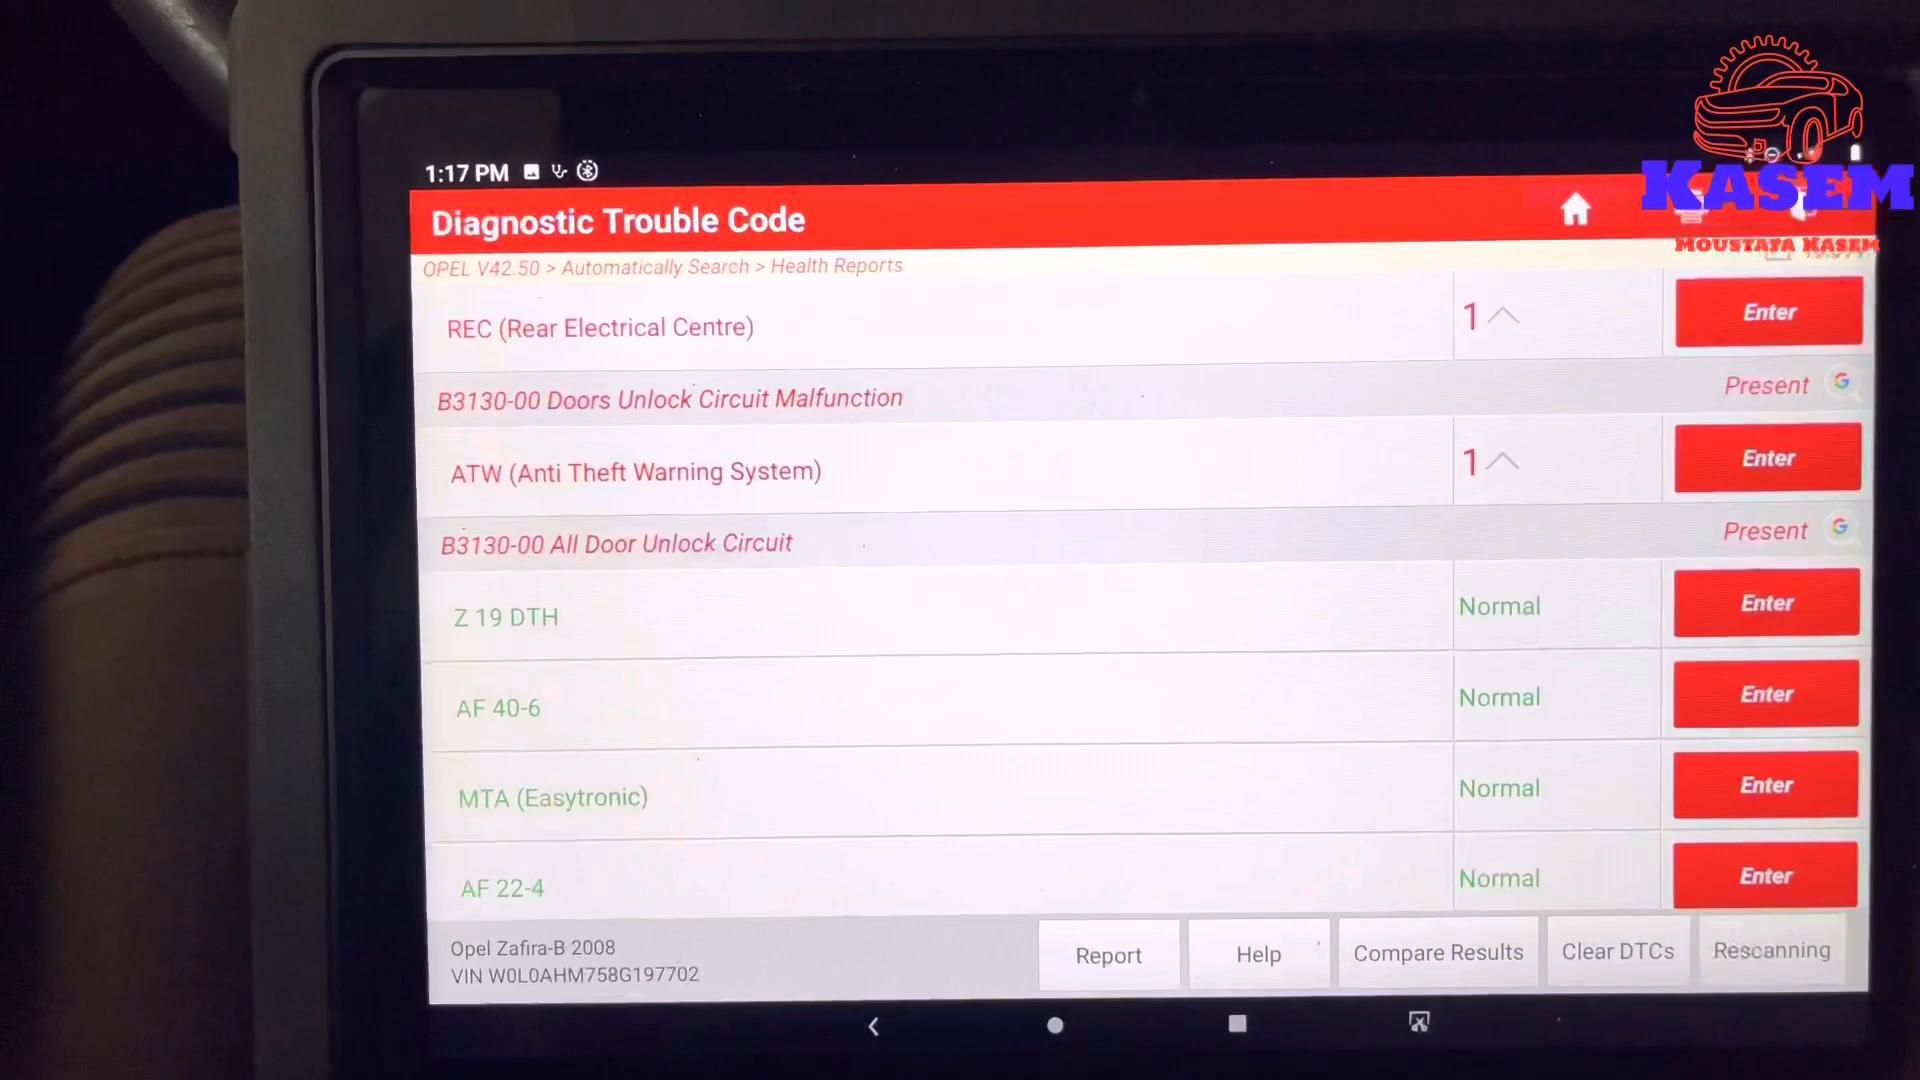 1:17 PM
Diagnostic Trouble Code
OPEL V42.50 > Automatically Search > Health Reports
REC (Rear Electrical Centre)
1
Enter
B3130-00 Doors Unlock Circuit Malfunction
Present
G
ATW (Anti Theft Warning System)
1
Enter
B3130-00 All Door Unlock Circuit
Present
G
Z 19 DTH
Normal
Enter
AF 40-6
Normal
Enter
MTA (Easytronic)
Normal
Enter
AF 22-4
Normal
Enter
Opel Zafira-B 2008
VIN W0L0AHM758G197702
Report
Help
Compare Results
Clear DTCs
Rescanning
KASEM
MOUSTAFA KASEM